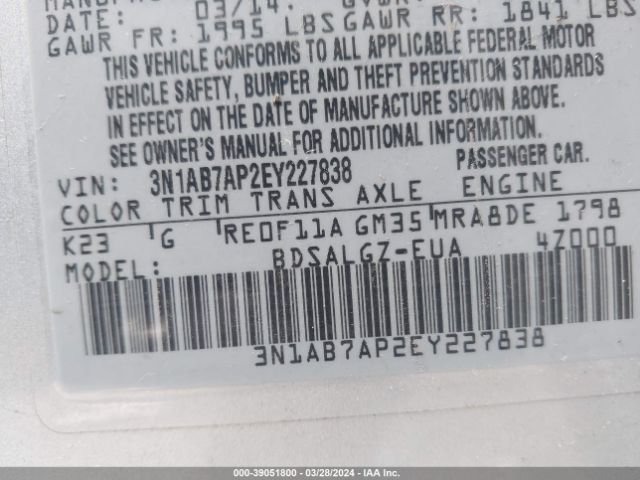 DATE: 03/14
GAWR FR: 1995 LBS GAWR RR: 1841 LBS
THIS VEHICLE CONFORMS TO ALL APPLICABLE FEDERAL MOTOR
VEHICLE SAFETY, BUMPER AND THEFT PREVENTION STANDARDS
IN EFFECT ON THE DATE OF MANUFACTURE SHOWN ABOVE.
SEE OWNER'S MANUAL FOR ADDITIONAL INFORMATION.
VIN: 3N1AB7AP2EY227838 PASSENGER CAR.
COLOR TRIM TRANS AXLE ENGINE
K23 G RE0F11A GM35 MRA8DE 1798
MODEL: BDSALGZ-EUA 4Z000
3N1AB7AP2EY227838
000-39051800 | 03/28/2024 | IAA, Inc.